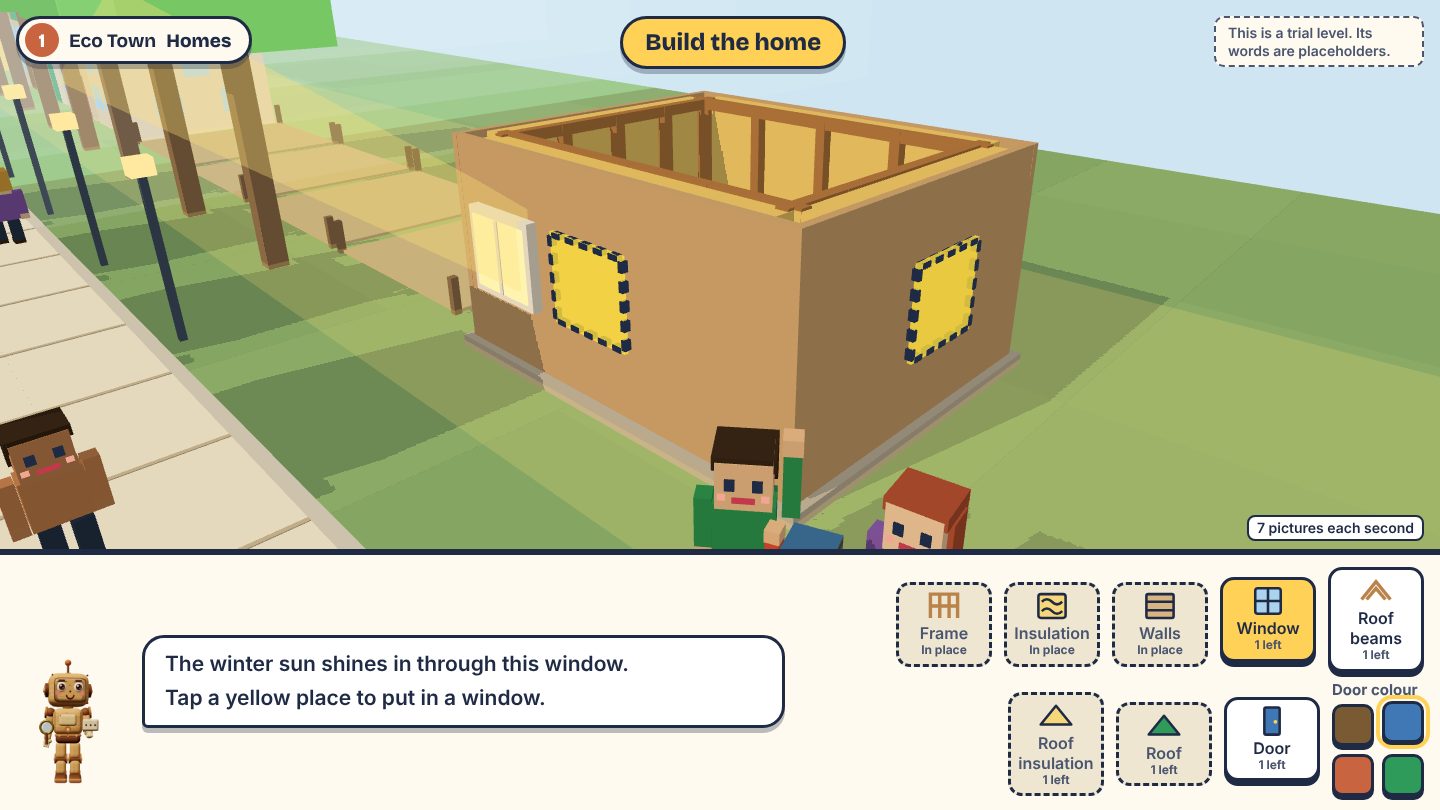 1 Eco Town Homes
Build the home
This is a trial level. Its
words are placeholders.
7 pictures each second
The winter sun shines in through this window.
Tap a yellow place to put in a window.
Frame
In place
Insulation
In place
Walls
In place
Window
1 left
Roof
beams
1 left
Roof
insulation
1 left
Roof
1 left
Door
1 left
Door colour